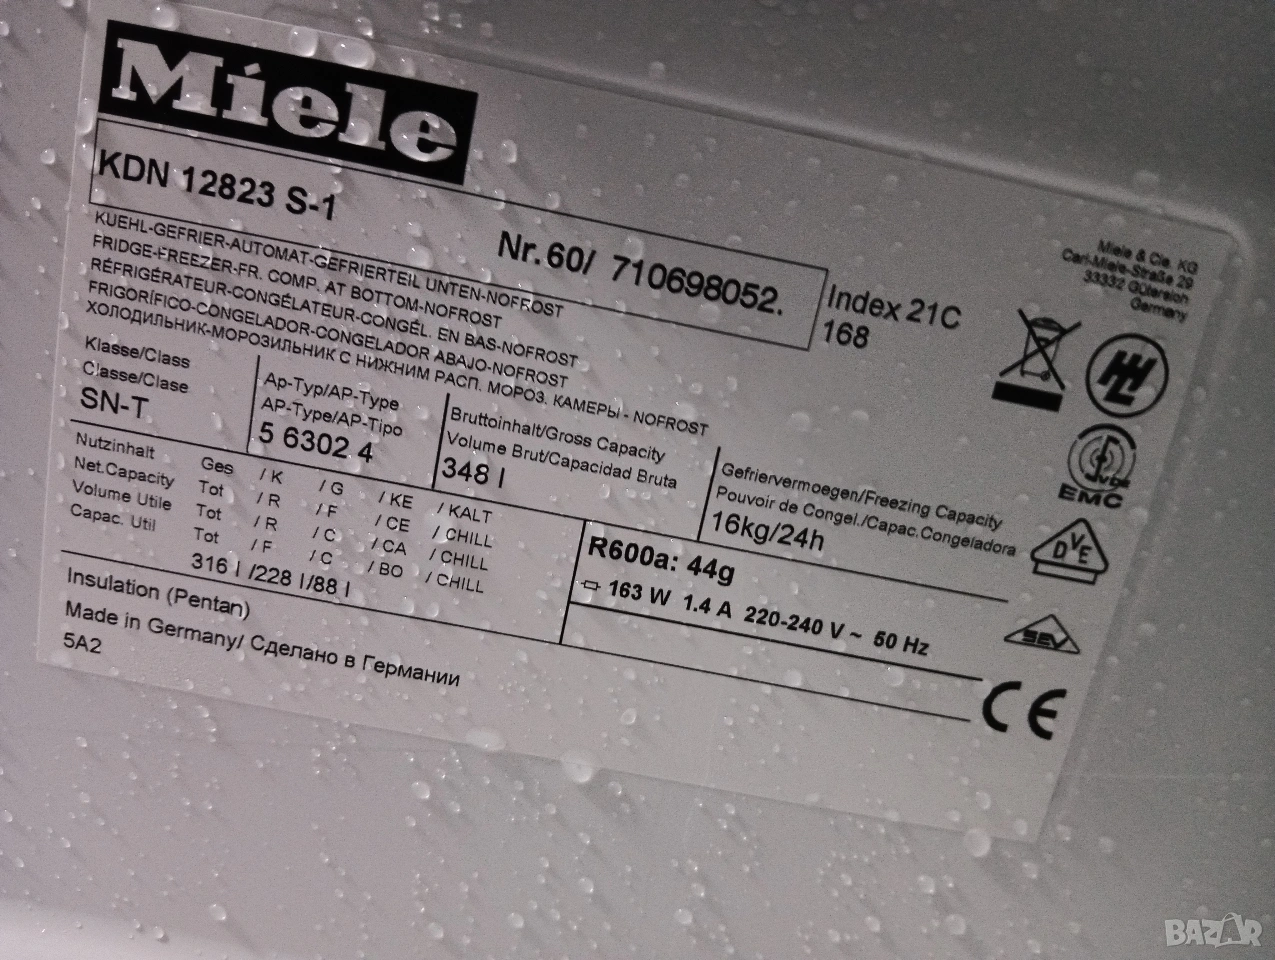 Miele
KDN 12823 S-1
Nr. 60/ 710698052.
Index 21C
168
Miele & Cie. KG
Carl-Miele-Straße 29
33332 Gütersloh
Germany
KUEHL-GEFRIER-AUTOMAT-GEFRIERTEIL UNTEN-NOFROST
FRIDGE-FREEZER-FR. COMP. AT BOTTOM-NOFROST
RÉFRIGÉRATEUR-CONGÉLATEUR-CONGÉL. EN BAS-NOFROST
FRIGORÍFICO-CONGELADOR-CONGELADOR ABAJO-NOFROST
ХОЛОДИЛЬНИК-МОРОЗИЛЬНИК С НИЖНИМ РАСП. МОРОЗ. КАМЕРЫ - NOFROST
Klasse/Class
Classe/Clase
SN-T
Ap-Typ/AP-Type
AP-Type/AP-Tipo
5 6302 4
Bruttoinhalt/Gross Capacity
Volume Brut/Capacidad Bruta
348 l
Gefriervermoegen/Freezing Capacity
Pouvoir de Congel./Capac.Congeladora
16kg/24h
Nutzinhalt Ges / K / G / KE / KALT
Net.Capacity Tot / R / F / CE / CHILL
Volume Utile Tot / R / C / CA / CHILL
Capac. Util Tot / F / C / BO / CHILL
316 l /228 l /88 l
R600a: 44g
163 W 1.4 A 220-240 V ~ 50 Hz
Insulation (Pentan)
Made in Germany/ Сделано в Германии
5A2
VDE
EMC
DVE
SEV
CE
BAZAR